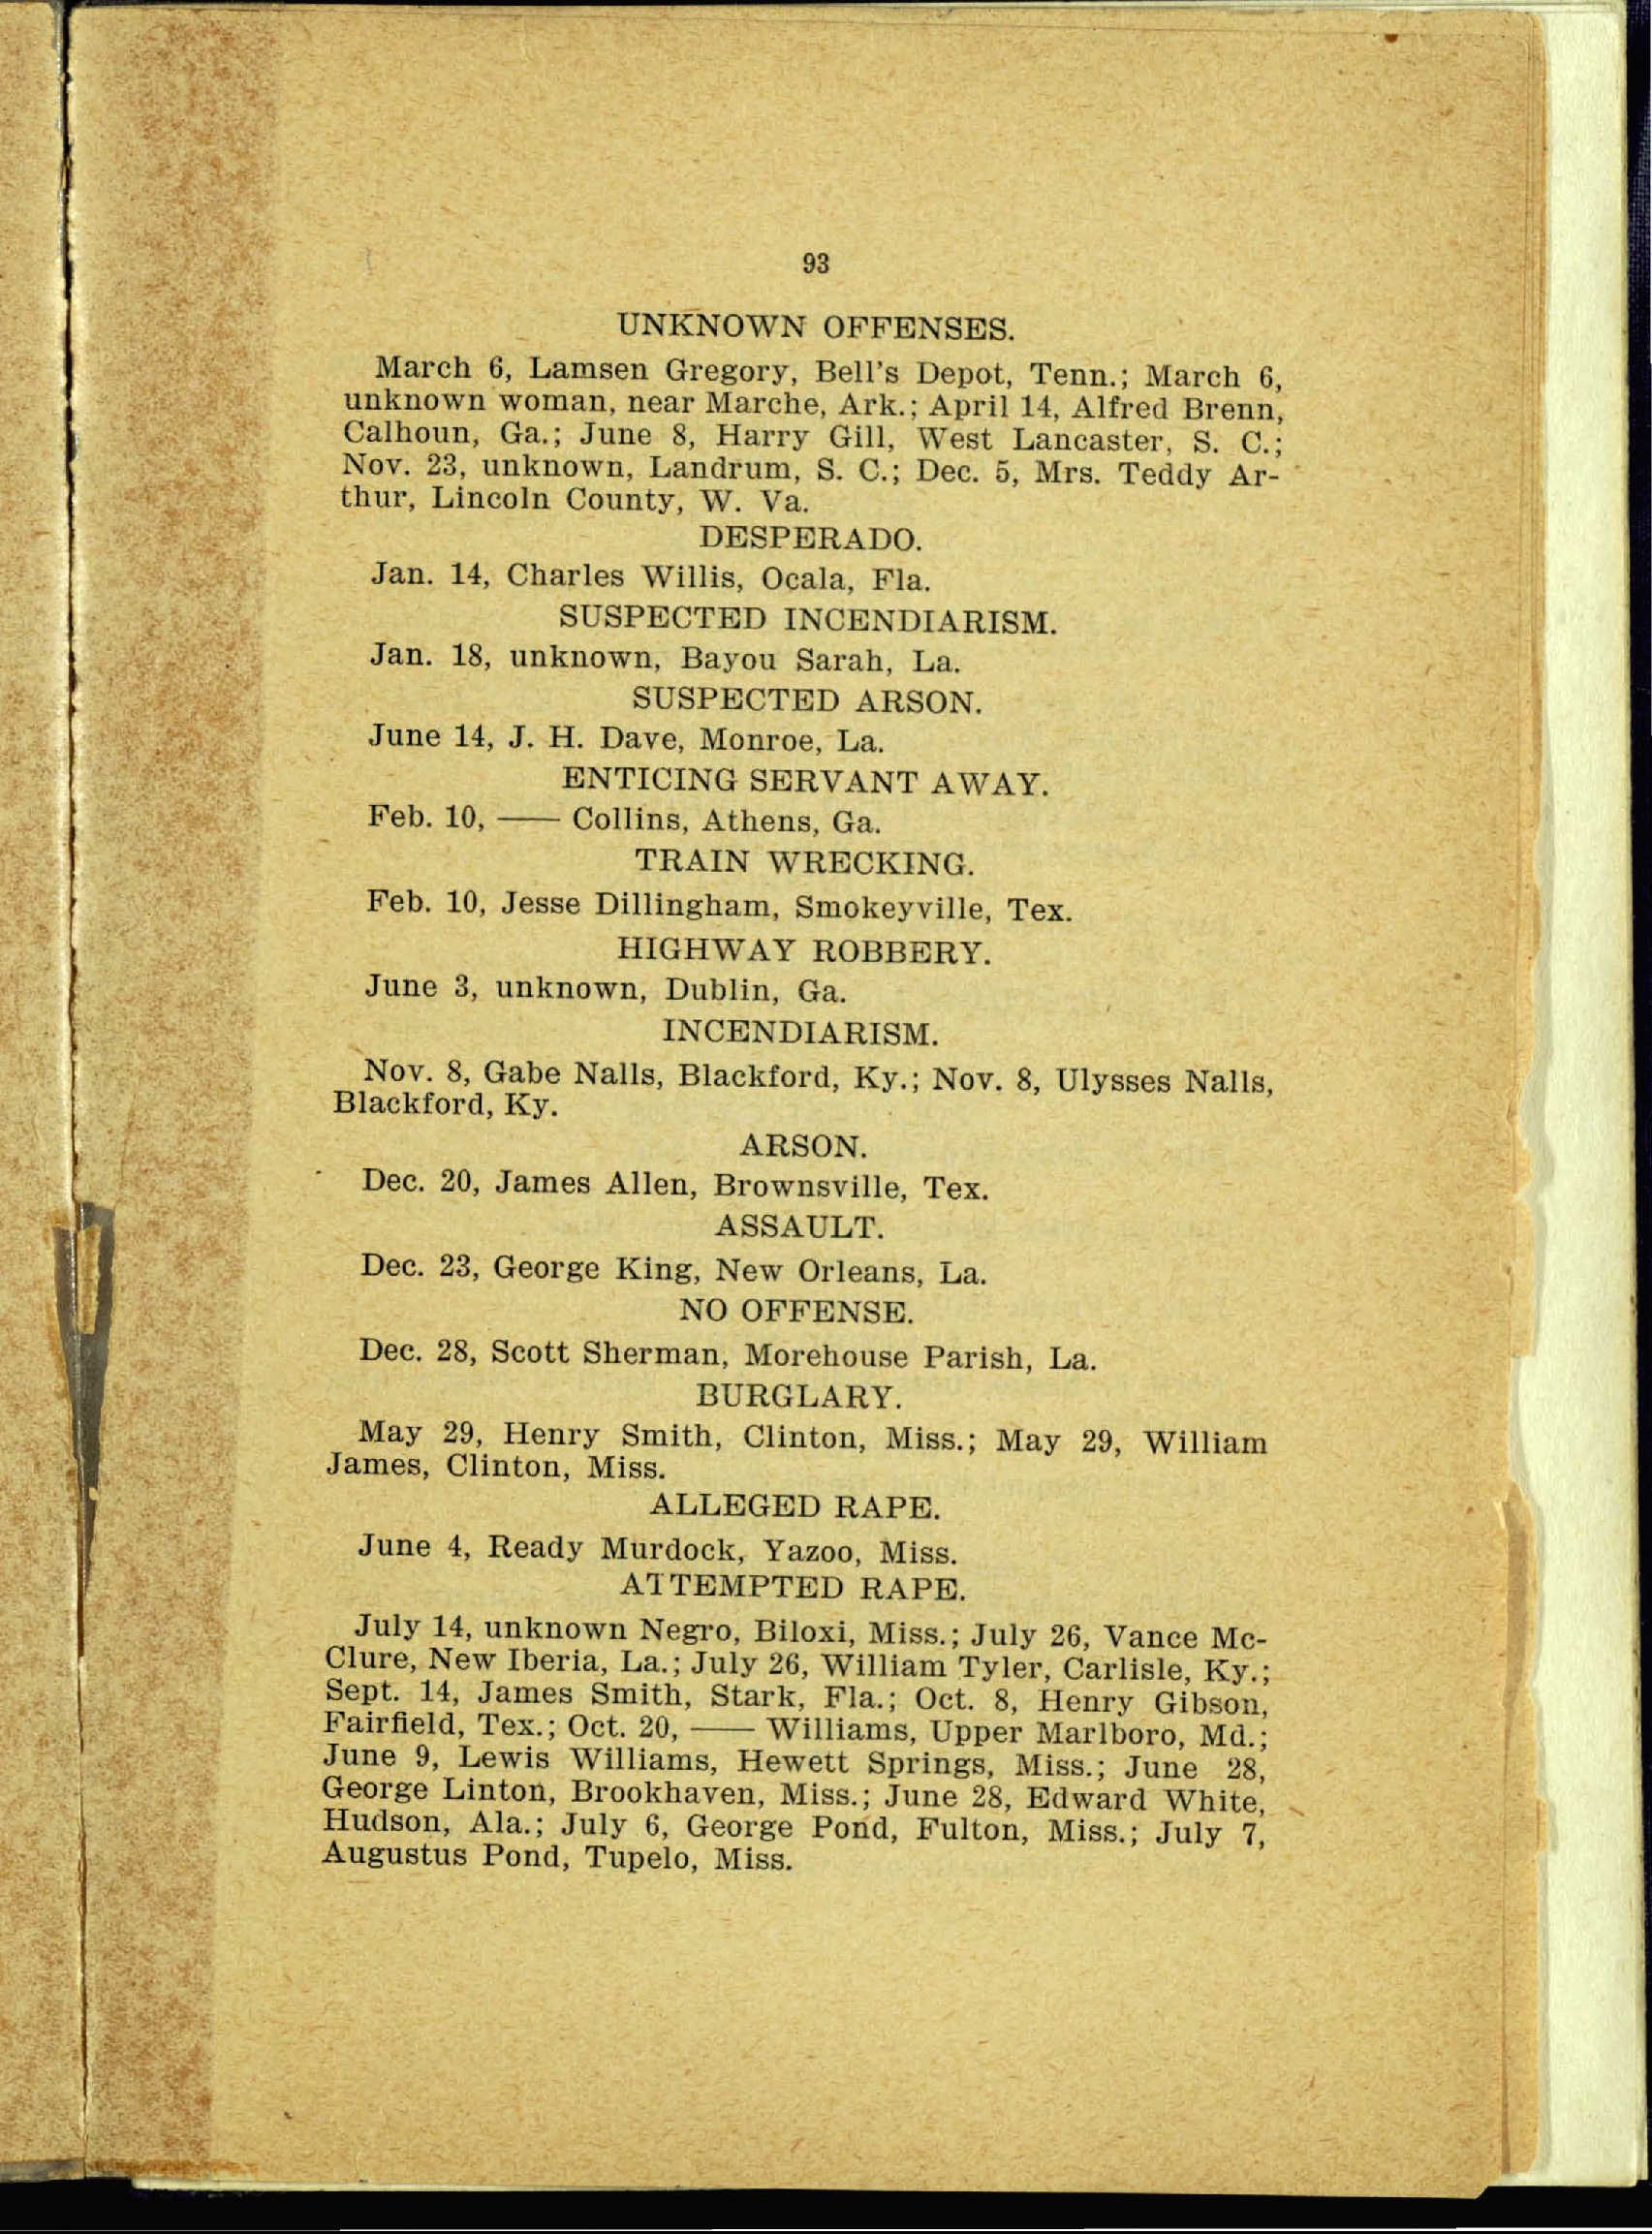 93
UNKNOWN OFFENSES.
March 6, Lamsen Gregory, Bell's Depot, Tenn.; March 6,
unknown woman, near Marche, Ark.; April 14, Alfred Brenn,
Calhoun, Ga.; June 8, Harry Gill, West Lancaster, S. C.;
Nov. 23, unknown, Landrum, S. C.; Dec. 5, Mrs. Teddy Ar-
thur, Lincoln County, W. Va.
DESPERADO.
Jan. 14, Charles Willis, Ocala, Fla.
SUSPECTED INCENDIARISM.
Jan. 18, unknown, Bayou Sarah, La.
SUSPECTED ARSON.
June 14, J. H. Dave, Monroe, La.
ENTICING SERVANT AWAY.
Feb. 10, —— Collins, Athens, Ga.
TRAIN WRECKING.
Feb. 10, Jesse Dillingham, Smokeyville, Tex.
HIGHWAY ROBBERY.
June 3, unknown, Dublin, Ga.
INCENDIARISM.
Nov. 8, Gabe Nalls, Blackford, Ky.; Nov. 8, Ulysses Nalls,
Blackford, Ky.
ARSON.
Dec. 20, James Allen, Brownsville, Tex.
ASSAULT.
Dec. 23, George King, New Orleans, La.
NO OFFENSE.
Dec. 28, Scott Sherman, Morehouse Parish, La.
BURGLARY.
May 29, Henry Smith, Clinton, Miss.; May 29, William
James, Clinton, Miss.
ALLEGED RAPE.
June 4, Ready Murdock, Yazoo, Miss.
ATTEMPTED RAPE.
July 14, unknown Negro, Biloxi, Miss.; July 26, Vance Mc-
Clure, New Iberia, La.; July 26, William Tyler, Carlisle, Ky.;
Sept. 14, James Smith, Stark, Fla.; Oct. 8, Henry Gibson,
Fairfield, Tex.; Oct. 20, —— Williams, Upper Marlboro, Md.;
June 9, Lewis Williams, Hewett Springs, Miss.; June 28,
George Linton, Brookhaven, Miss.; June 28, Edward White,
Hudson, Ala.; July 6, George Pond, Fulton, Miss.; July 7,
Augustus Pond, Tupelo, Miss.